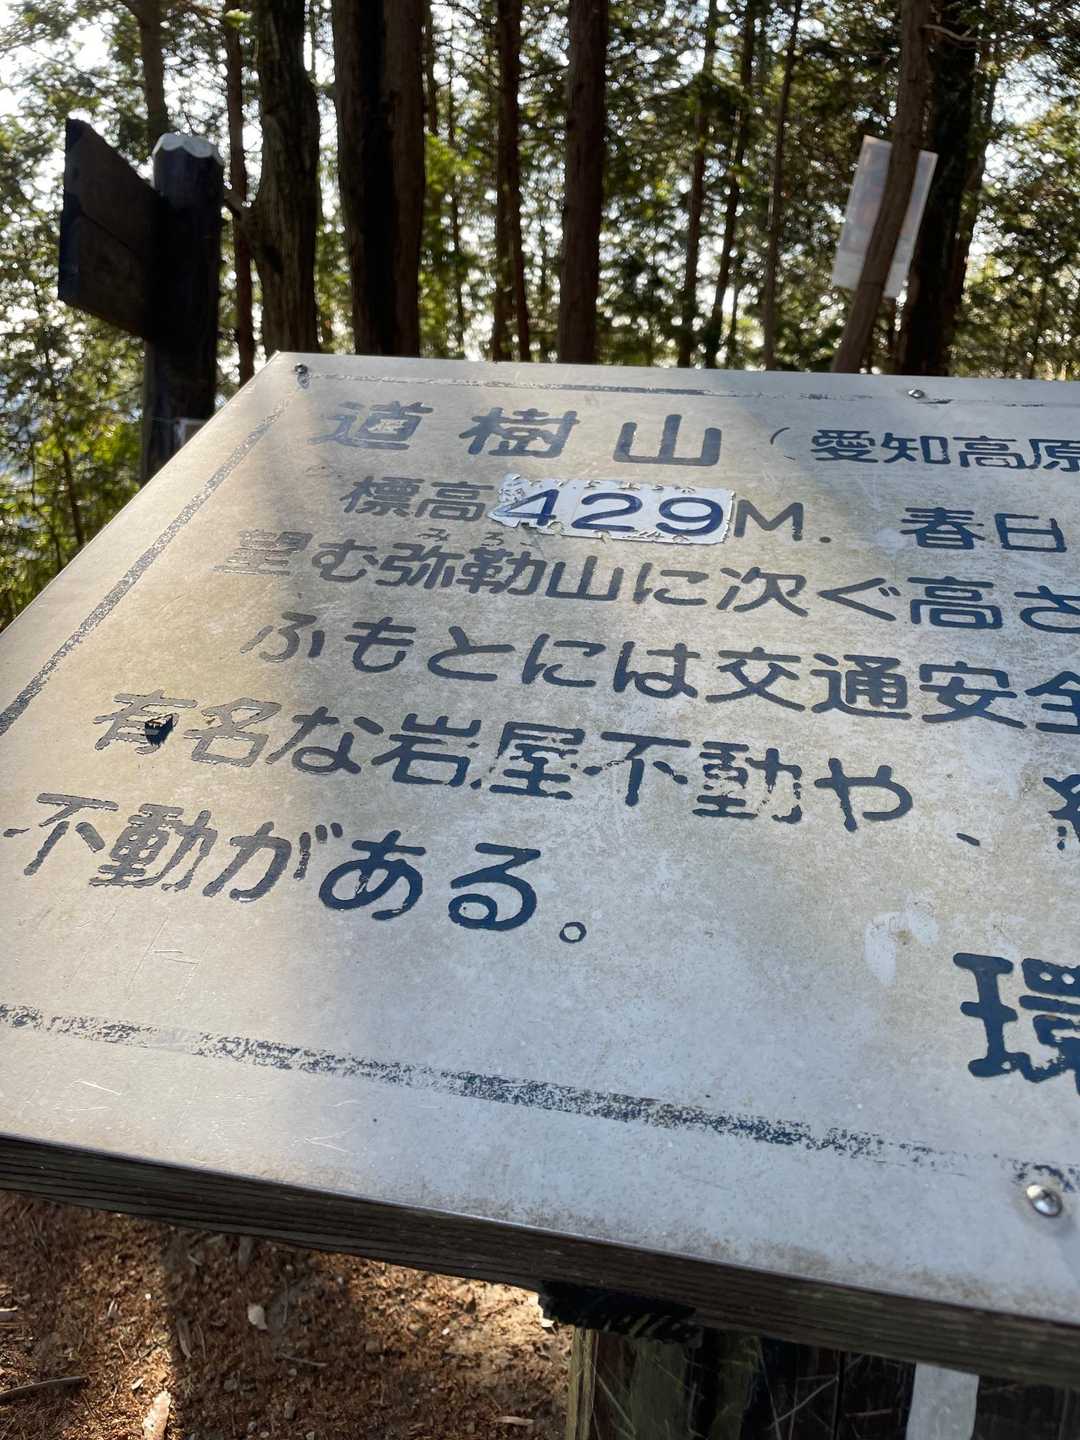 道樹山（愛知高原
標高429M. 春日
みろ
望む弥勒山に次ぐ高さ
ふもとには交通安全
有名な岩屋不動や、
不動がある。
環